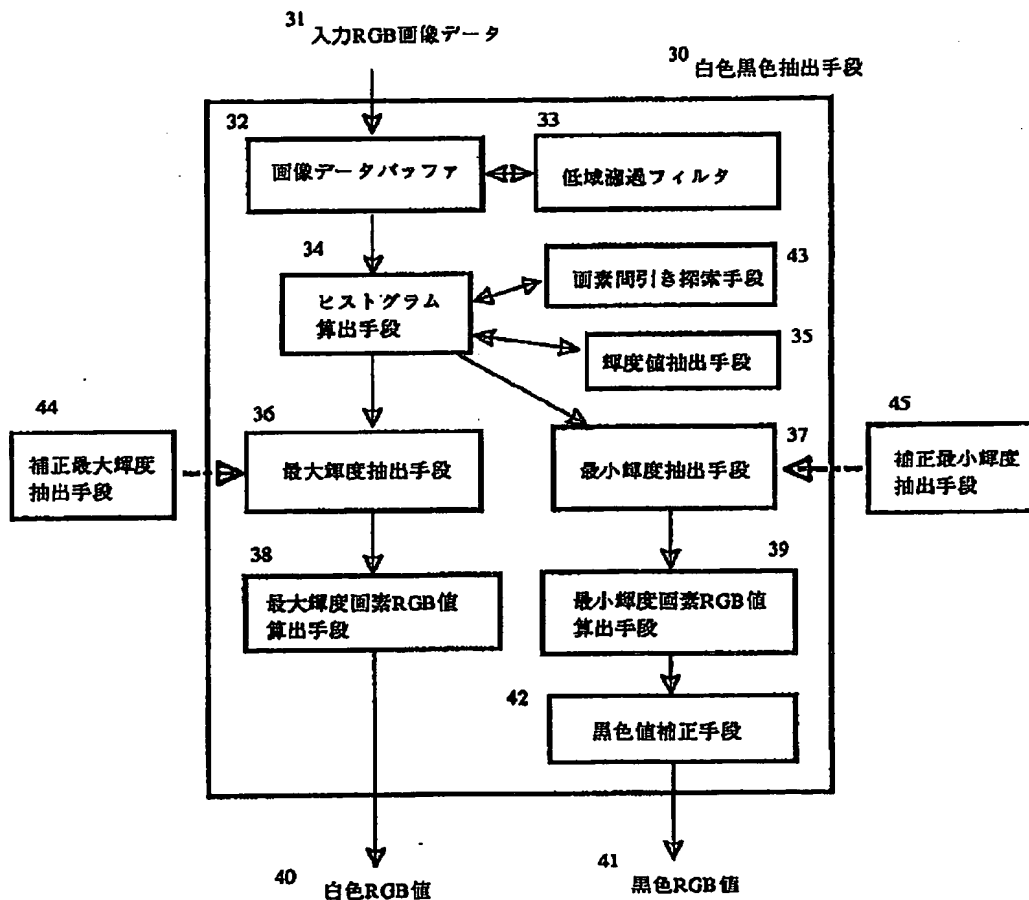 31 入力RGB画像データ
30 白色黒色抽出手段
32
画像データバッファ
33
低域濾過フィルタ
34
ヒストグラム
算出手段
43
画素間引き探索手段
35
輝度値抽出手段
44
補正最大輝度
抽出手段
36
最大輝度抽出手段
37
最小輝度抽出手段
45
補正最小輝度
抽出手段
38
最大輝度画素RGB値
算出手段
39
最小輝度画素RGB値
算出手段
42
黒色値補正手段
40 白色RGB値
41 黒色RGB値